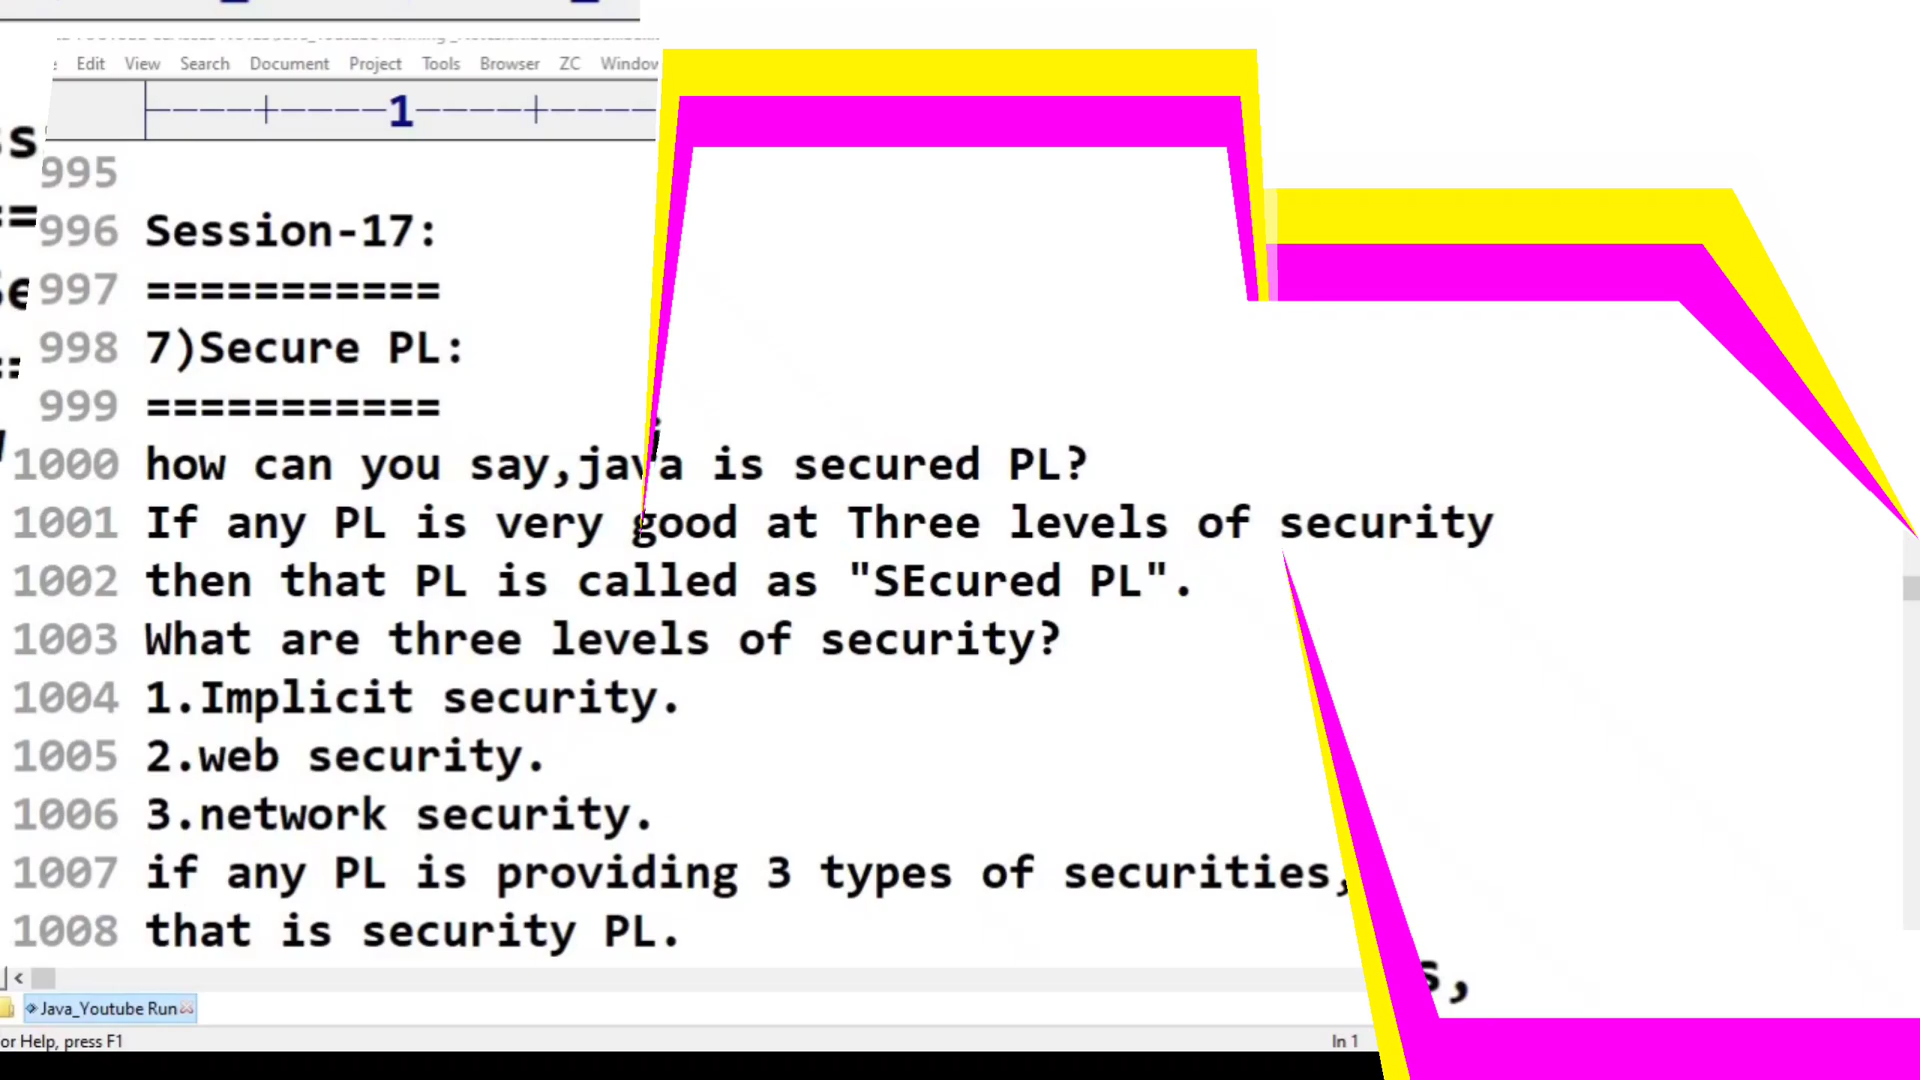 Edit View Search Document Project Tools Browser ZC Window
1
995
996 Session-17:
997 ===========
998 7)Secure PL:
999 ===========
1000 how can you say,java is secured PL?
1001 If any PL is very good at Three levels of security
1002 then that PL is called as "SEcured PL".
1003 What are three levels of security?
1004 1.Implicit security.
1005 2.web security.
1006 3.network security.
1007 if any PL is providing 3 types of securities,
1008 that is security PL.
s,
Java_Youtube Run
or Help, press F1
ln 1